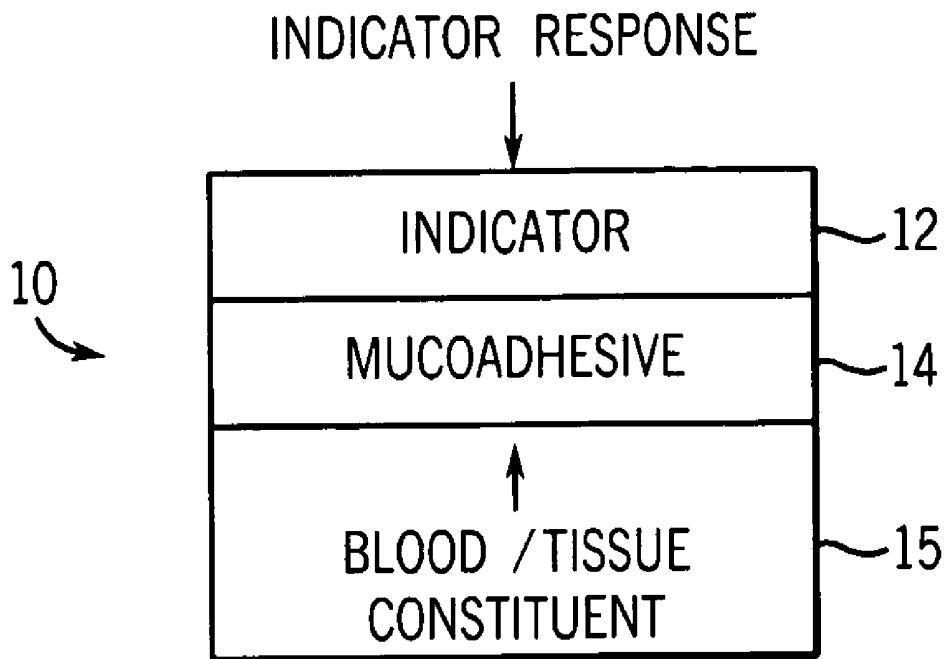 INDICATOR RESPONSE
INDICATOR
12
10
MUCOADHESIVE
14
BLOOD / TISSUE
CONSTITUENT
15